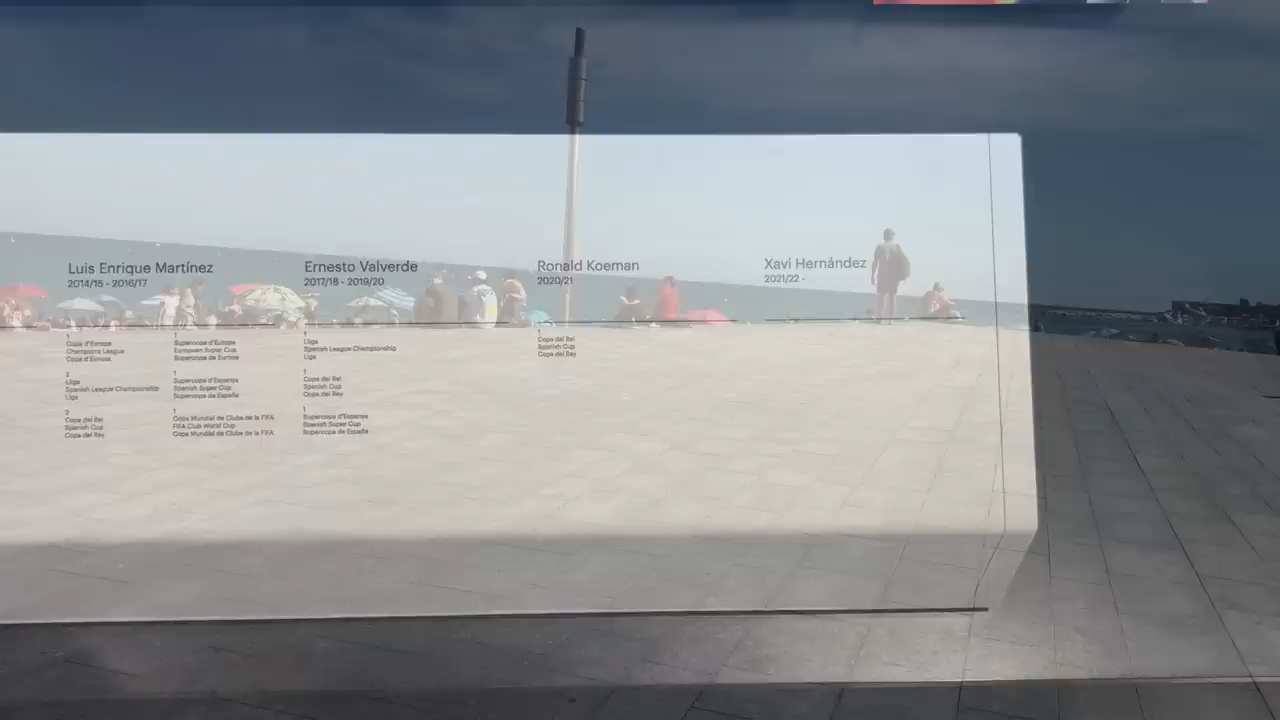 Luis Enrique Martínez
2014/15 - 2016/17
1
Copa d'Europa
Champions League
Copa d'Europa
2
Lliga
Spanish League Championship
Liga
3
Copa del Rei
Spanish Cup
Copa del Rey
1
Supercopa d'Europa
European Super Cup
Supercopa de Europa
1
Supercopa d'Espanya
Spanish Super Cup
Supercopa de España
1
Copa Mundial de Clubs de la FIFA
FIFA Club World Cup
Copa Mundial de Clubs de la FIFA
Ernesto Valverde
2017/18 - 2019/20
Lliga
Spanish League Championship
Liga
1
Copa del Rei
Spanish Cup
Copa del Rey
1
Supercopa d'Espanya
Spanish Super Cup
Supercopa de España
Ronald Koeman
2020/21
1
Copa del Rei
Spanish Cup
Copa del Rey
Xavi Hernández
2021/22 -